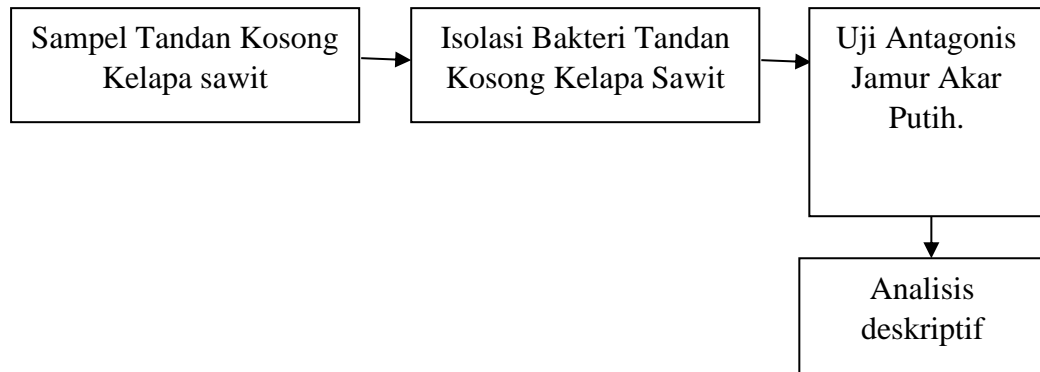 Sampel Tandan Kosong
Kelapa sawit
Isolasi Bakteri Tandan
Kosong Kelapa Sawit
Uji Antagonis
Jamur Akar
Putih.
Analisis
deskriptif